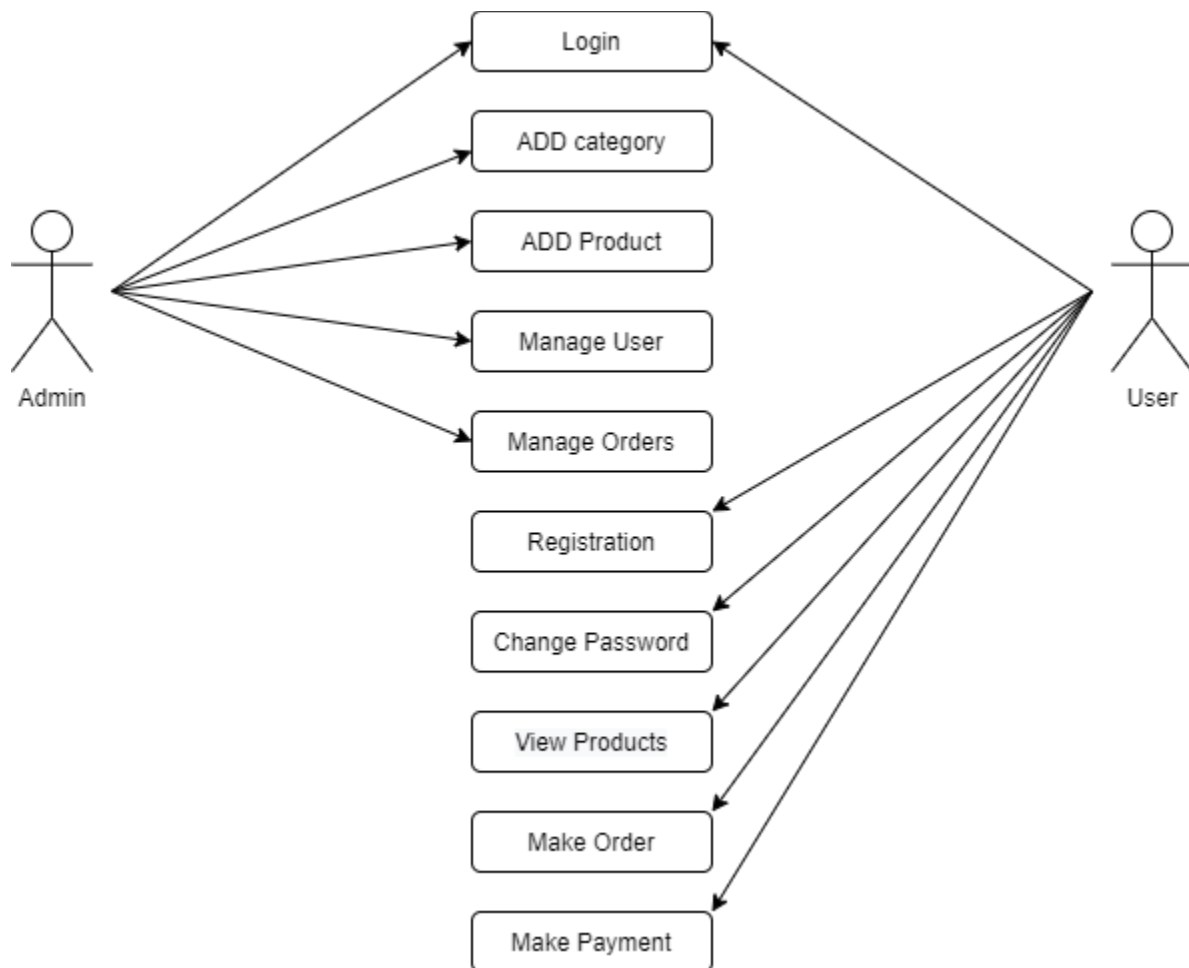 Login
ADD category
ADD Product
Manage User
Admin
User
Manage Orders
Registration
Change Password
View Products
Make Order
Make Payment